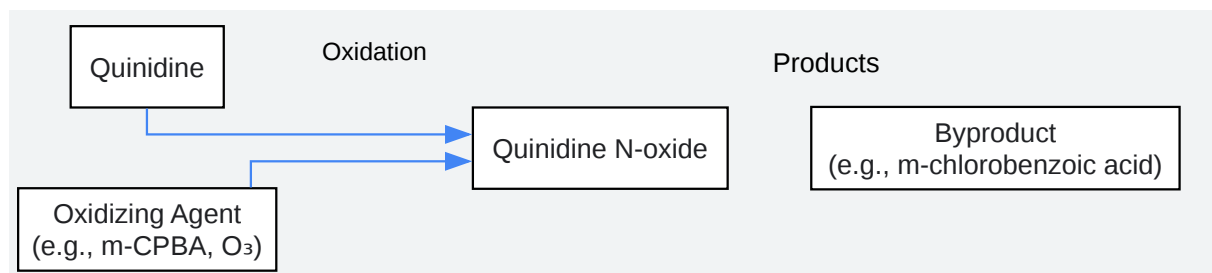 Quinidine
Oxidation
Products
Quinidine N-oxide
Byproduct
(e.g., m-chlorobenzoic acid)
Oxidizing Agent
(e.g., m-CPBA, O₃)